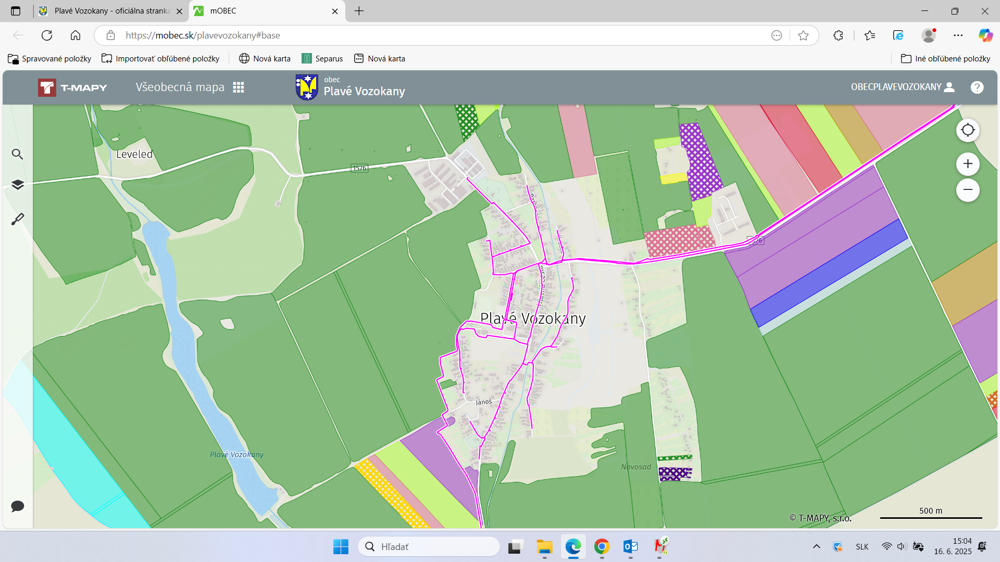 Plavé Vozokany - oficiálna stránka
mOBEC
https://mobec.sk/plavevozokany#base
Spravované položky
Importovať obľúbené položky
Nová karta
Separus
Nová karta
Iné obľúbené položky
T-MAPY
Všeobecná mapa
obec
Plavé Vozokany
OBECPLAVEVOZOKANY
?
Leveleď
1576
Plavé Vozokany
Jánoš
Plavé Vozokany
Novosad
© T-MAPY, s.r.o.
500 m
Hľadať
SLK
15:04
16. 6. 2025